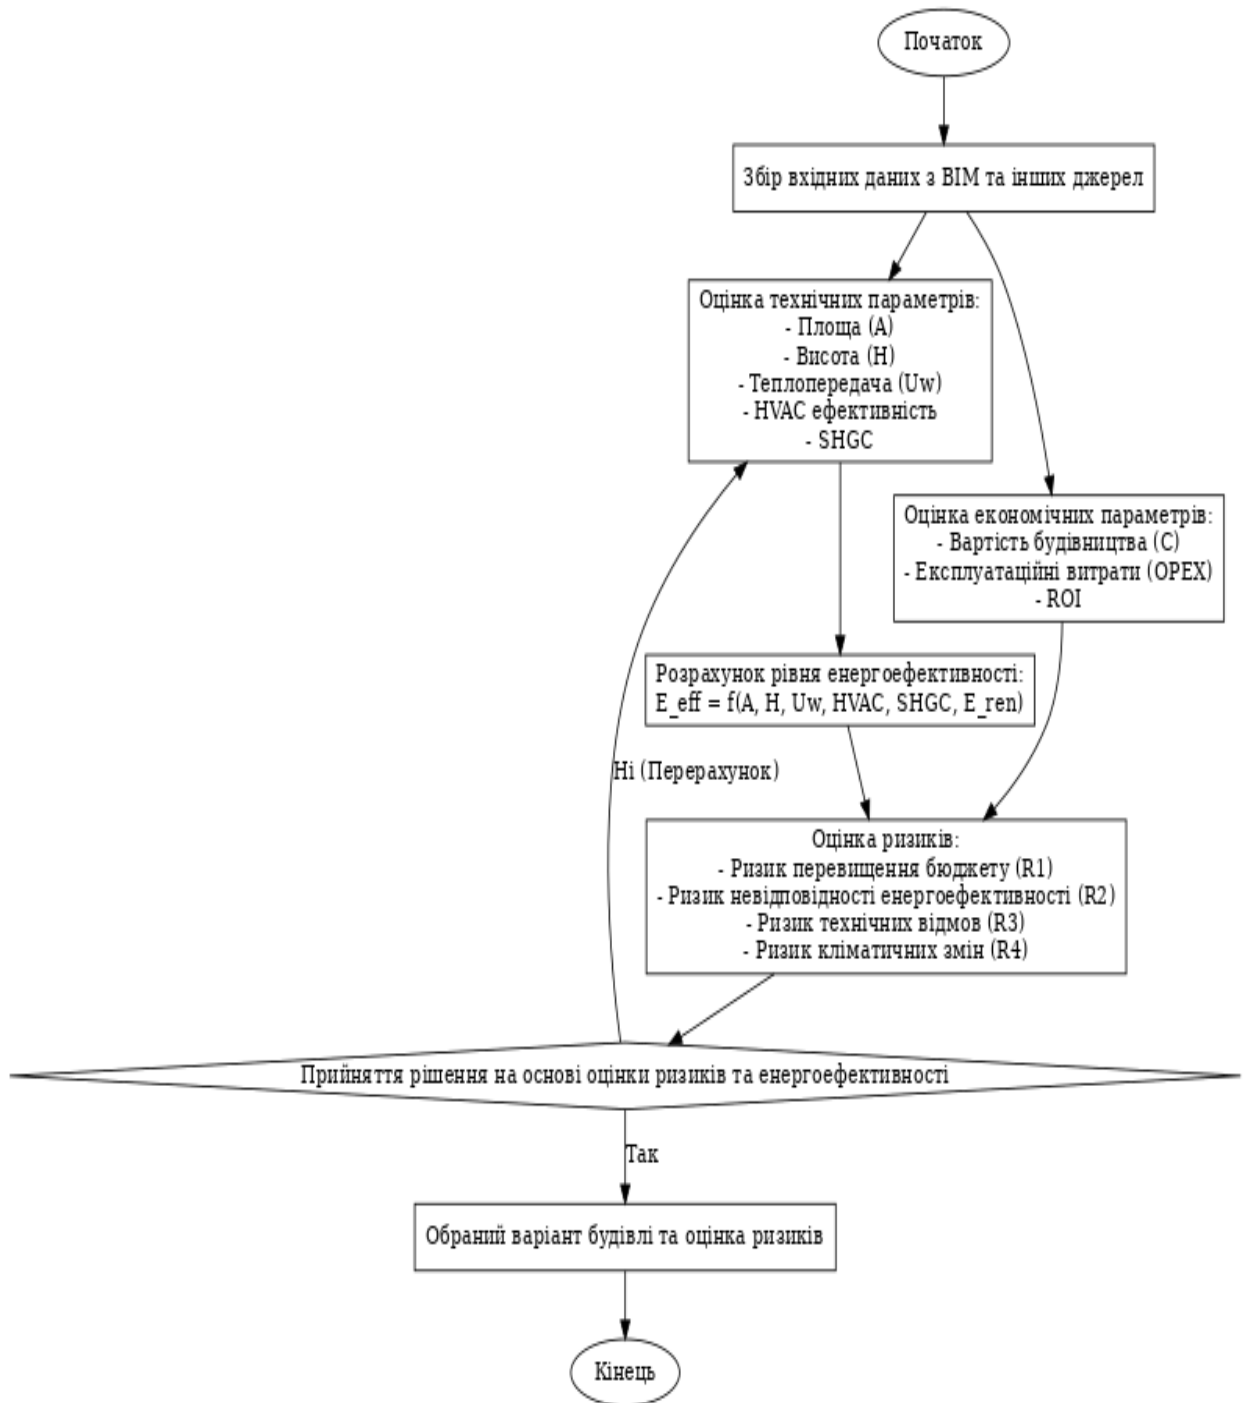 Початок
Збір вхідних даних з BIM та інших джерел
Оцінка технічних параметрів:
- Площа (A)
- Висота (H)
- Теплопередача (Uw)
- HVAC ефективність
- SHGC
Оцінка економічних параметрів:
- Вартість будівництва (C)
- Експлуатаційні витрати (OPEX)
- ROI
Розрахунок рівня енергоефективності:
E_eff = f(A, H, Uw, HVAC, SHGC, E_ren)
Ні (Перерахунок)
Оцінка ризиків:
- Ризик перевищення бюджету (R1)
- Ризик невідповідності енергоефективності (R2)
- Ризик технічних відмов (R3)
- Ризик кліматичних змін (R4)
Прийняття рішення на основі оцінки ризиків та енергоефективності
Так
Обраний варіант будівлі та оцінка ризиків
Кінець